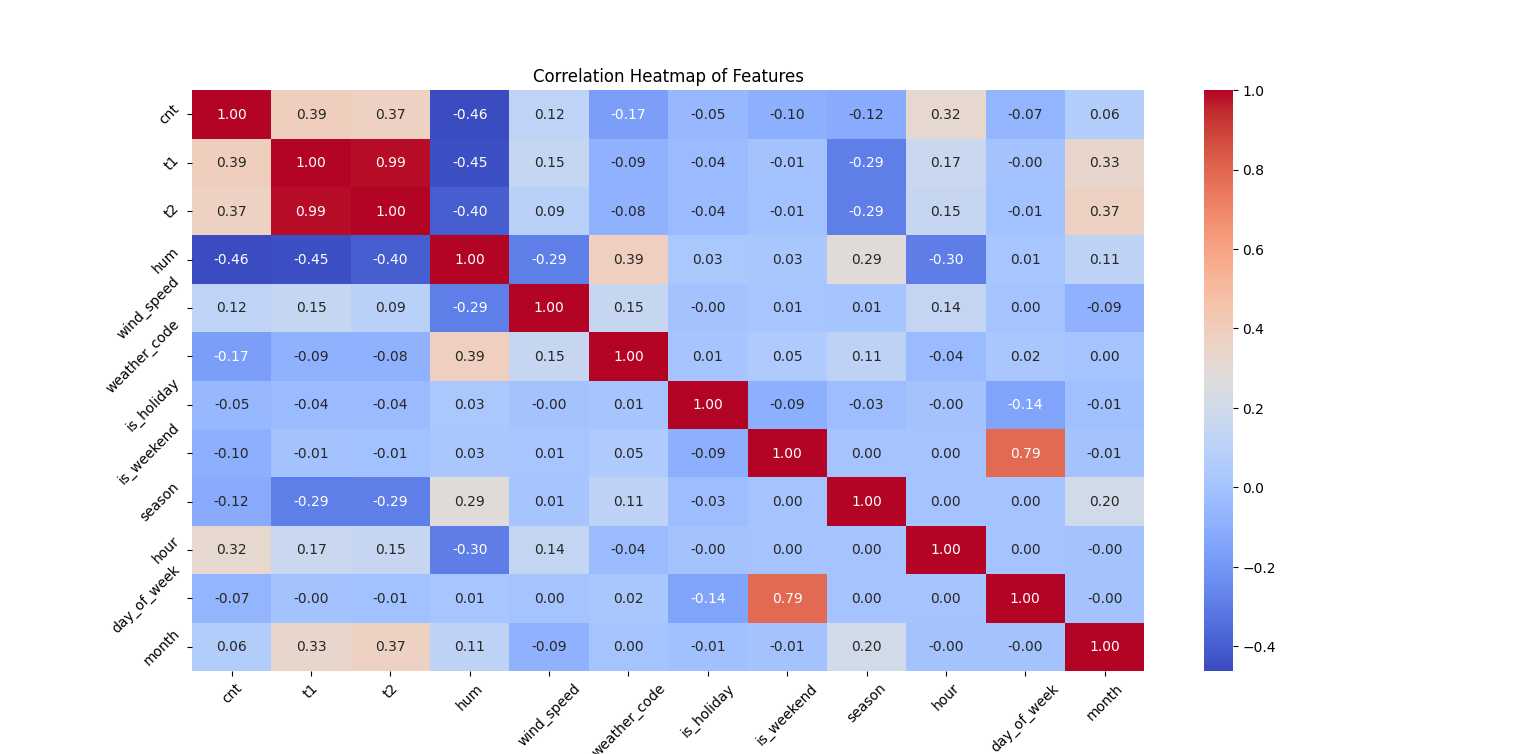 Correlation Heatmap of Features
cnt 1.00 0.39 0.37 -0.46 0.12 -0.17 -0.05 -0.10 -0.12 0.32 -0.07 0.06
t1 0.39 1.00 0.99 -0.45 0.15 -0.09 -0.04 -0.01 -0.29 0.17 -0.00 0.33
t2 0.37 0.99 1.00 -0.40 0.09 -0.08 -0.04 -0.01 -0.29 0.15 -0.01 0.37
hum -0.46 -0.45 -0.40 1.00 -0.29 0.39 0.03 0.03 0.29 -0.30 0.01 0.11
wind_speed 0.12 0.15 0.09 -0.29 1.00 0.15 -0.00 0.01 0.01 0.14 0.00 -0.09
weather_code -0.17 -0.09 -0.08 0.39 0.15 1.00 0.01 0.05 0.11 -0.04 0.02 0.00
is_holiday -0.05 -0.04 -0.04 0.03 -0.00 0.01 1.00 -0.09 -0.03 -0.00 -0.14 -0.01
is_weekend -0.10 -0.01 -0.01 0.03 0.01 0.05 -0.09 1.00 0.00 0.00 0.79 -0.01
season -0.12 -0.29 -0.29 0.29 0.01 0.11 -0.03 0.00 1.00 0.00 0.00 0.20
hour 0.32 0.17 0.15 -0.30 0.14 -0.04 -0.00 0.00 0.00 1.00 0.00 -0.00
day_of_week -0.07 -0.00 -0.01 0.01 0.00 0.02 -0.14 0.79 0.00 0.00 1.00 -0.00
month 0.06 0.33 0.37 0.11 -0.09 0.00 -0.01 -0.01 0.20 -0.00 -0.00 1.00
cnt t1 t2 hum wind_speed weather_code is_holiday is_weekend season hour day_of_week month
1.0
0.8
0.6
0.4
0.2
0.0
−0.2
−0.4